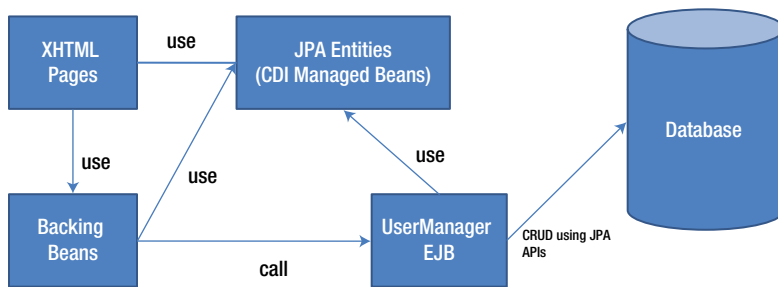 XHTML
Pages
use
JPA Entities
(CDI Managed Beans)
Database
use
use
use
Backing
Beans
call
UserManager
EJB
CRUD using JPA
APIs